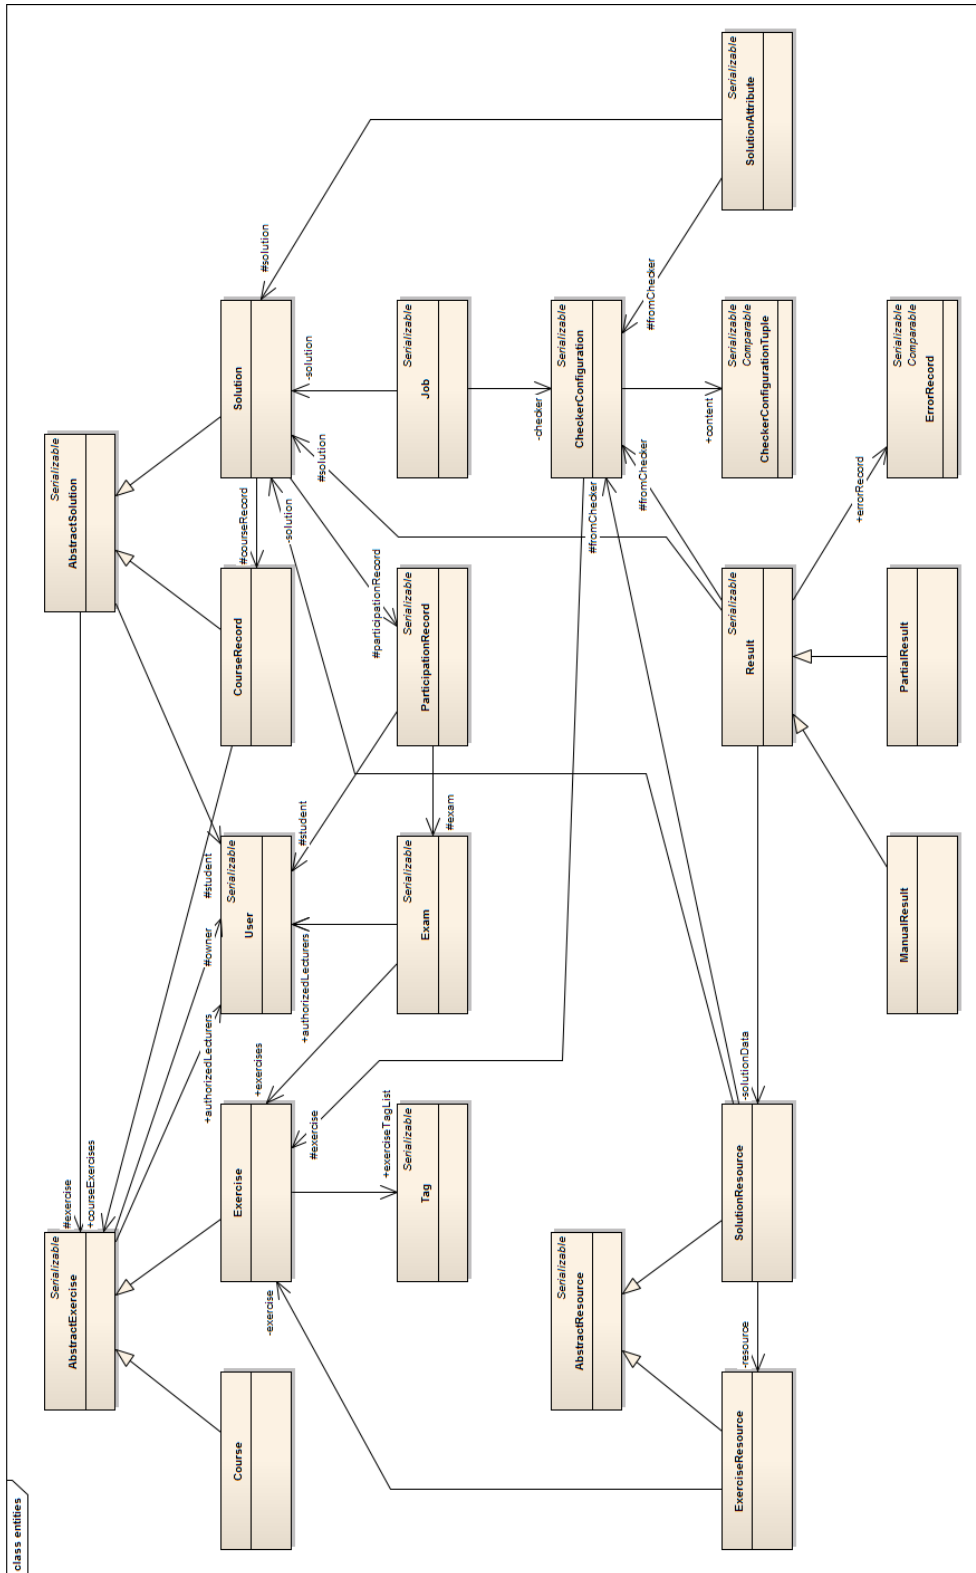 class entities
Serializable
AbstractExercise
#exercise
+courseExercises
Serializable
AbstractSolution
+authorizedLecturers
#owner
#student
Course
Exercise
Serializable
User
CourseRecord
#courseRecord
Solution
-exercise
+exercises
#exercise
+authorizedLecturers
#student
-solution
#solution
-solution
#solution
+exerciseTagList
Serializable
Tag
Serializable
Exam
#exam
#participationRecord
Serializable
ParticipationRecord
Serializable
Job
-checker
Serializable
AbstractResource
#fromChecker
Serializable
CheckerConfiguration
#fromChecker
#fromChecker
+content
-resource
-solutionData
ExerciseResource
SolutionResource
Serializable
Result
Serializable
Comparable
CheckerConfigurationTuple
Serializable
SolutionAttribute
+errorRecord
ManualResult
PartialResult
Serializable
Comparable
ErrorRecord